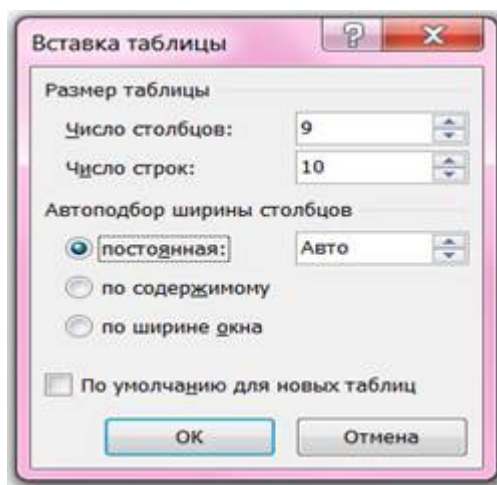 Вставка таблицы
Размер таблицы
Число столбцов: 9
Число строк: 10
Автоподбор ширины столбцов
постоянная: Авто
по содержимому
по ширине окна
По умолчанию для новых таблиц
ОК Отмена